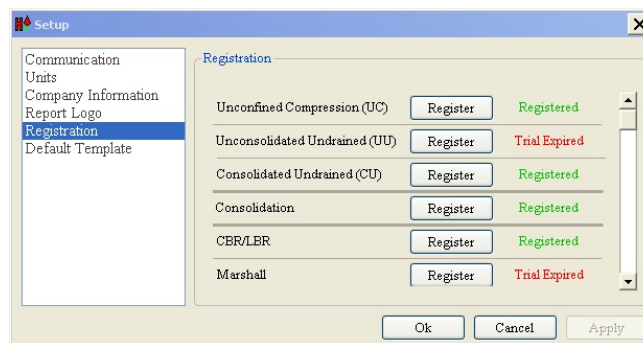 Setup
Communication
Units
Company Information
Report Logo
Registration
Default Template
Registration
Unconfined Compression (UC) Register Registered
Unconsolidated Undrained (UU) Register Trial Expired
Consolidated Undrained (CU) Register Registered
Consolidation Register Registered
CBR/LBR Register Registered
Marshall Register Trial Expired
Ok Cancel Apply